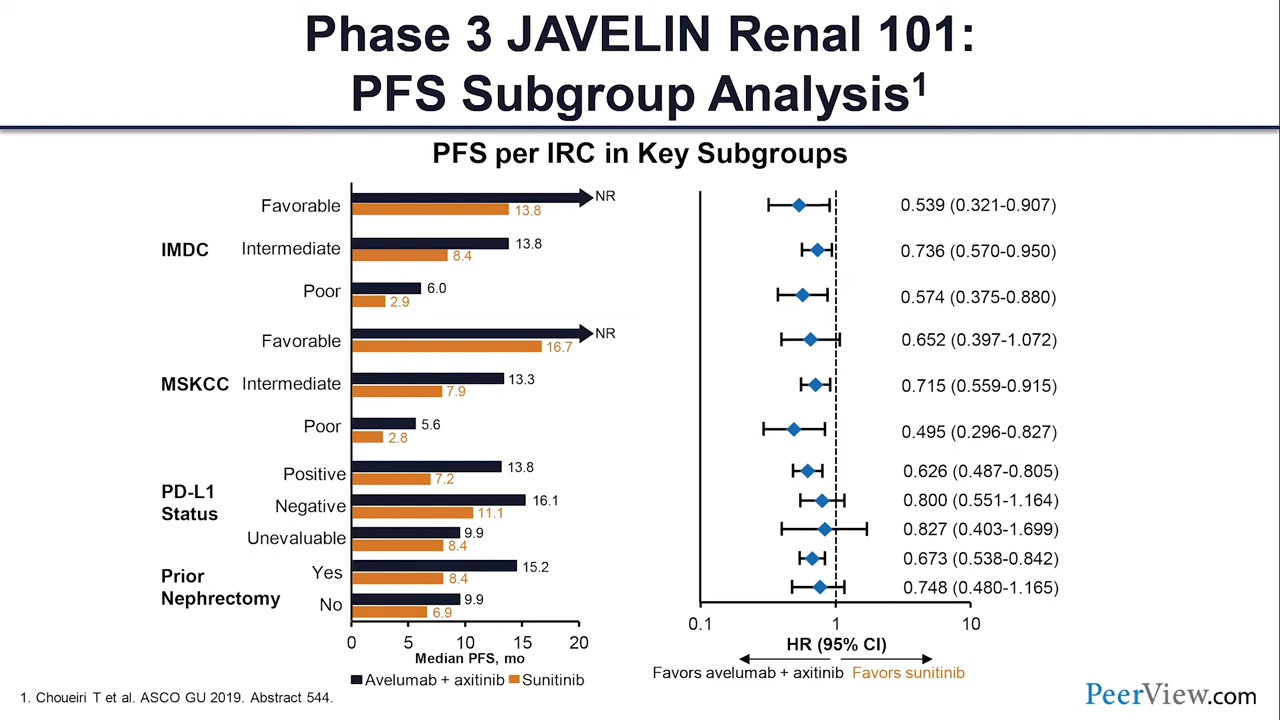 Phase 3 JAVELIN Renal 101:
PFS Subgroup Analysis1
PFS per IRC in Key Subgroups
IMDC
Favorable NR 13.8 0.539 (0.321-0.907)
Intermediate 13.8 8.4 0.736 (0.570-0.950)
Poor 6.0 2.9 0.574 (0.375-0.880)
MSKCC
Favorable NR 16.7 0.652 (0.397-1.072)
Intermediate 13.3 7.9 0.715 (0.559-0.915)
Poor 5.6 2.8 0.495 (0.296-0.827)
PD-L1
Status
Positive 13.8 7.2 0.626 (0.487-0.805)
Negative 16.1 11.1 0.800 (0.551-1.164)
Unevaluable 9.9 8.4 0.827 (0.403-1.699)
Prior
Nephrectomy
Yes 15.2 8.4 0.673 (0.538-0.842)
No 9.9 6.9 0.748 (0.480-1.165)
0 5 10 15 20
Median PFS, mo
Avelumab + axitinib Sunitinib
0.1 1 10
HR (95% CI)
Favors avelumab + axitinib Favors sunitinib
1. Choueiri T et al. ASCO GU 2019. Abstract 544.
PeerView.com